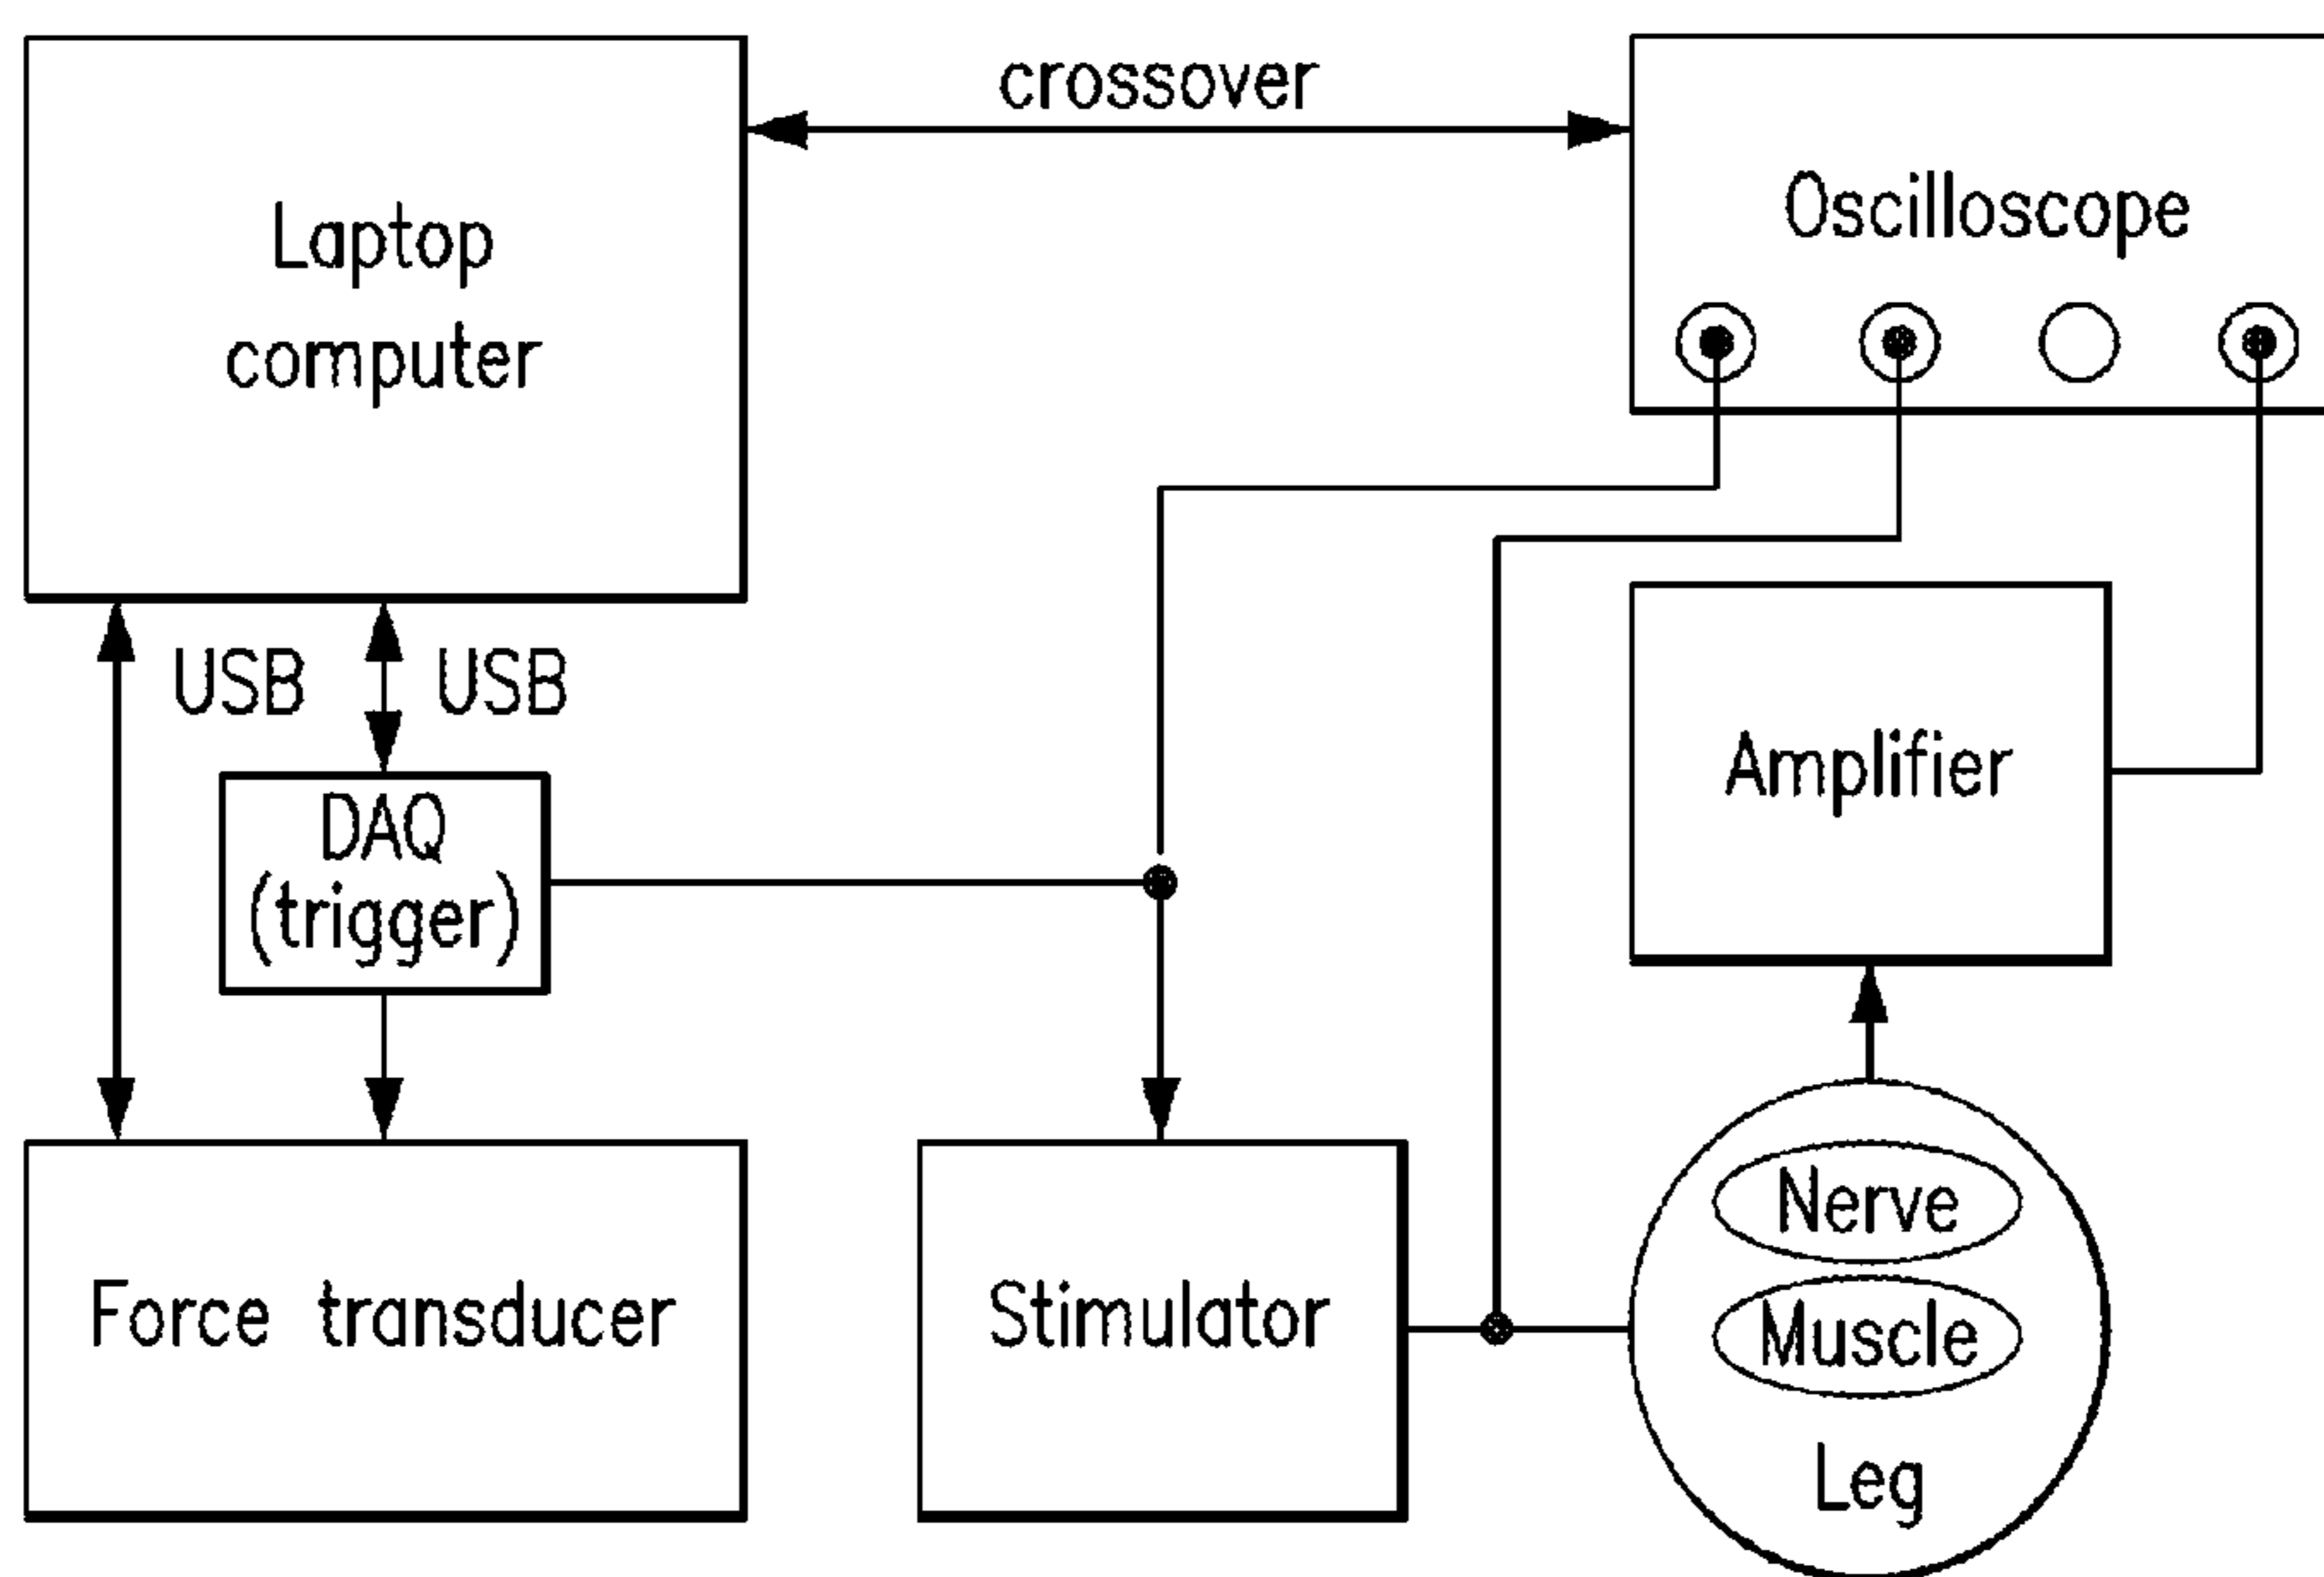 crossover
Laptop
computer
Oscilloscope
USB
USB
DAQ
(trigger)
Amplifier
Force transducer
Stimulator
Nerve
Muscle
Leg